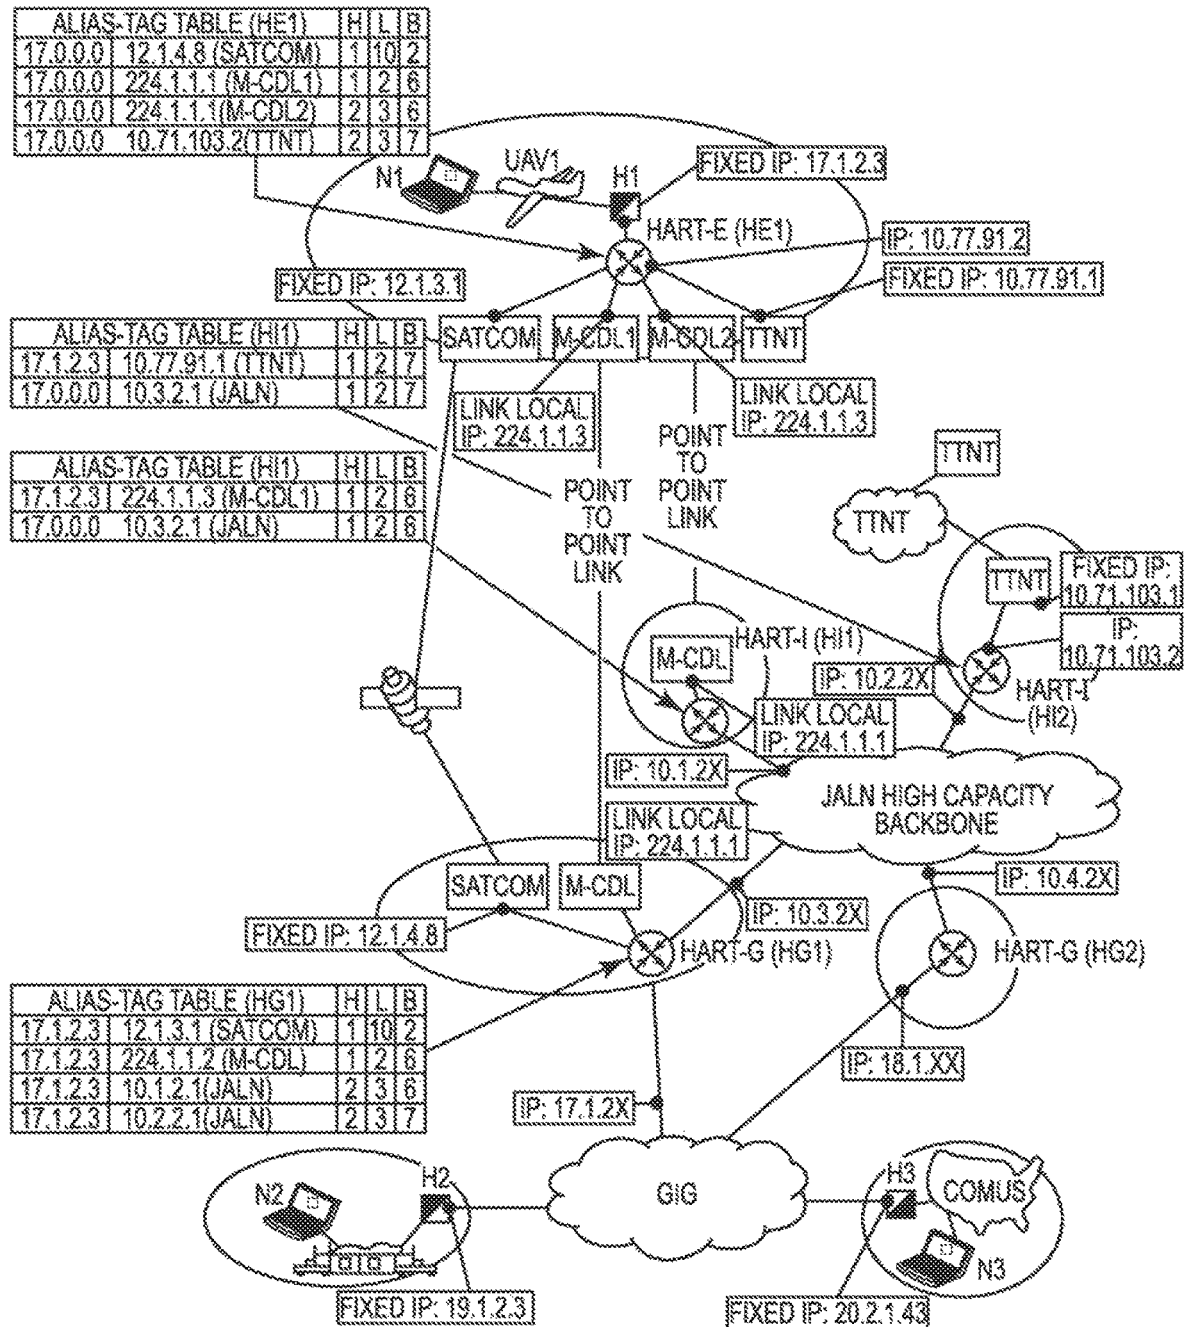 ALIAS-TAG TABLE (HE1) H L B
17.0.0.0 12.1.4.8 (SATCOM) 1 10 2
17.0.0.0 224.1.1.1 (M-CDL1) 1 2 6
17.0.0.0 224.1.1.1 (M-CDL2) 2 3 6
17.0.0.0 10.71.103.2(TTNT) 2 3 7
N1
UAV1
H1
FIXED IP: 17.1.2.3
HART-E (HE1)
IP: 10.77.91.2
FIXED IP: 12.1.3.1
FIXED IP: 10.77.91.1
SATCOM
M-CDL1
M-CDL2
TTNT
ALIAS-TAG TABLE (HI1) H L B
17.1.2.3 10.77.91.1 (TTNT) 1 2 7
17.0.0.0 10.3.2.1 (JALN) 1 2 7
LINK LOCAL
IP: 224.1.1.3
LINK LOCAL
IP: 224.1.1.3
ALIAS-TAG TABLE (HI1) H L B
17.1.2.3 224.1.1.3 (M-CDL1) 1 2 6
17.0.0.0 10.3.2.1 (JALN) 1 2 6
POINT
TO
POINT
LINK
POINT
TO
POINT
LINK
TTNT
TTNT
TTNT
FIXED IP:
10.71.103.1
IP:
10.71.103.2
HART-I (HI1)
M-CDL
IP: 10.2.2X
HART-I
(HI2)
LINK LOCAL
IP: 224.1.1.1
IP: 10.1.2X
JALN HIGH CAPACITY
BACKBONE
LINK LOCAL
IP: 224.1.1.1
SATCOM
M-CDL
IP: 10.4.2X
IP: 10.3.2X
FIXED IP: 12.1.4.8
HART-G (HG1)
HART-G (HG2)
ALIAS-TAG TABLE (HG1) H L B
17.1.2.3 12.1.3.1 (SATCOM) 1 10 2
17.1.2.3 224.1.1.2 (M-CDL) 1 2 6
17.1.2.3 10.1.2.1(JALN) 2 3 6
17.1.2.3 10.2.2.1(JALN) 2 3 7
IP: 18.1.XX
IP: 17.1.2X
GIG
N2
H2
H3
COMUS
N3
FIXED IP: 19.1.2.3
FIXED IP: 20.2.1.43